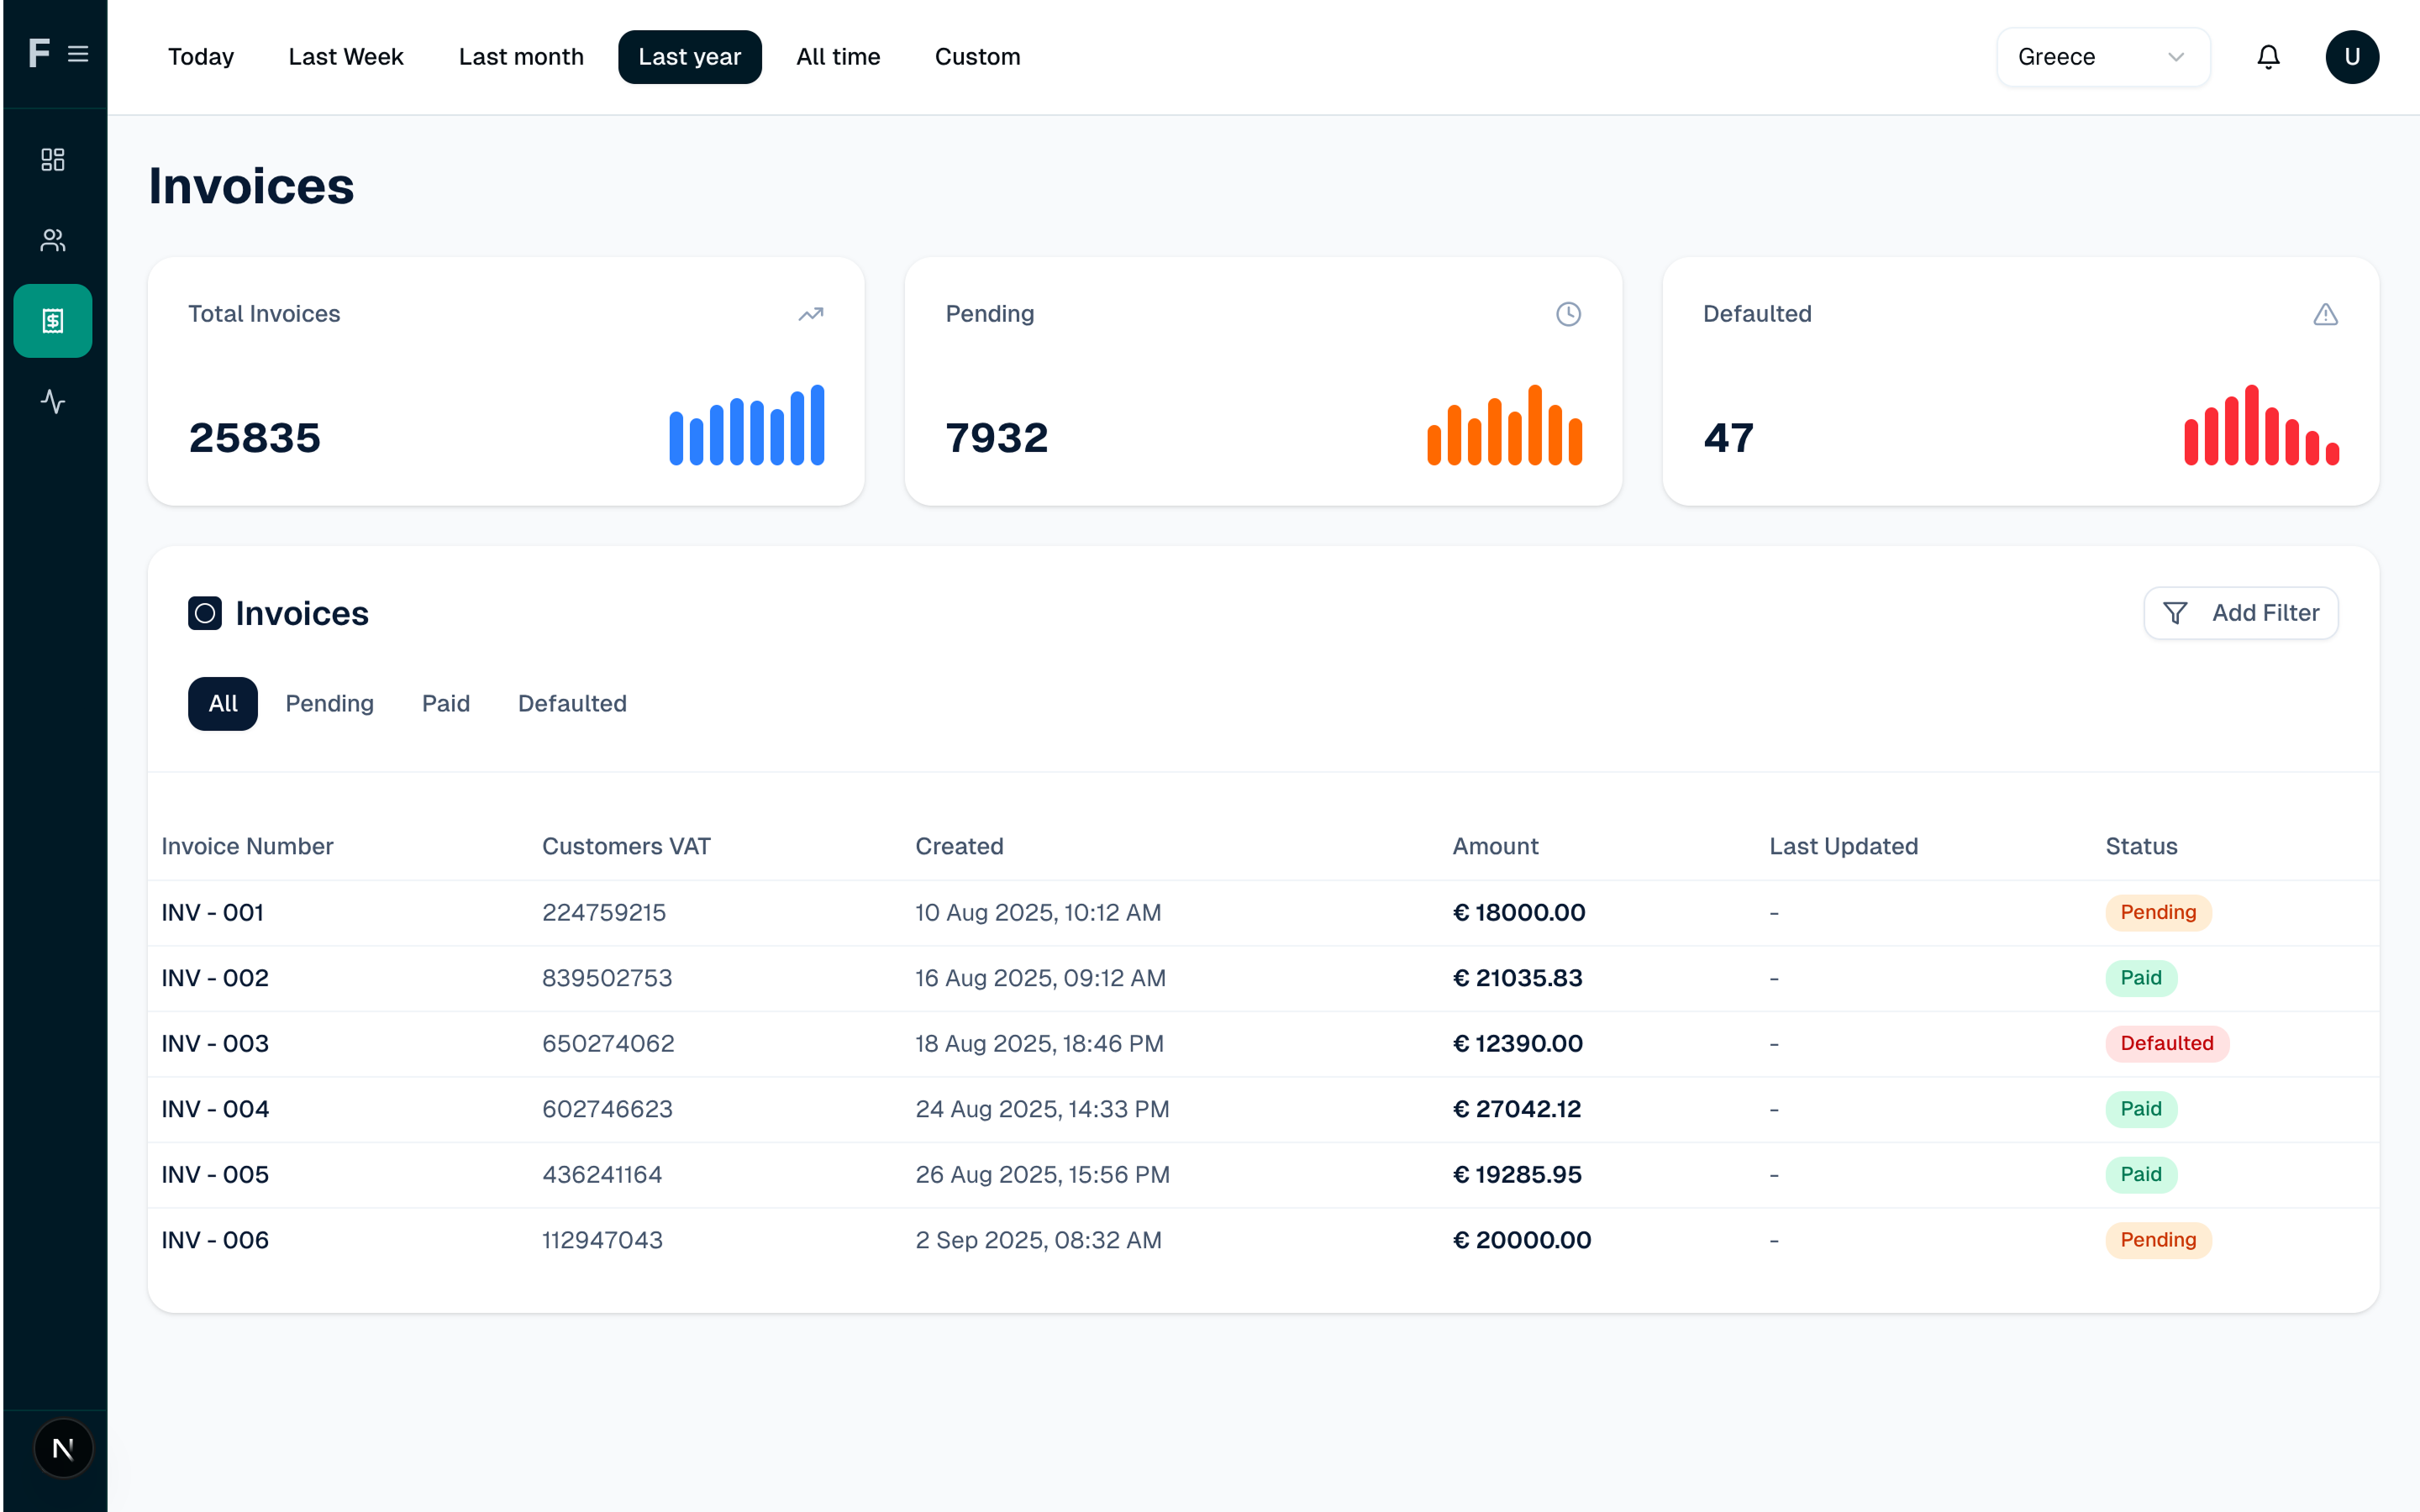 F
Today Last Week Last month Last year All time Custom Greece U
Invoices
Total Invoices Pending Defaulted
25835 7932 47
Invoices Add Filter
All Pending Paid Defaulted
Invoice Number Customers VAT Created Amount Last Updated Status
INV - 001 224759215 10 Aug 2025, 10:12 AM € 18000.00 - Pending
INV - 002 839502753 16 Aug 2025, 09:12 AM € 21035.83 - Paid
INV - 003 650274062 18 Aug 2025, 18:46 PM € 12390.00 - Defaulted
INV - 004 602746623 24 Aug 2025, 14:33 PM € 27042.12 - Paid
INV - 005 436241164 26 Aug 2025, 15:56 PM € 19285.95 - Paid
INV - 006 112947043 2 Sep 2025, 08:32 AM € 20000.00 - Pending
N